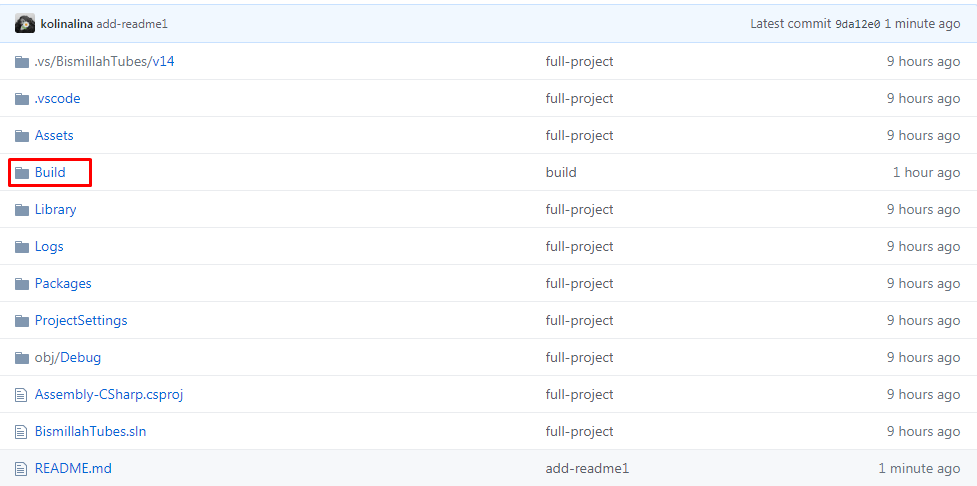 kolinalina add-readme1 Latest commit 9da12e0 1 minute ago
.vs/BismillahTubes/v14 full-project 9 hours ago
.vscode full-project 9 hours ago
Assets full-project 9 hours ago
Build build 1 hour ago
Library full-project 9 hours ago
Logs full-project 9 hours ago
Packages full-project 9 hours ago
ProjectSettings full-project 9 hours ago
obj/Debug full-project 9 hours ago
Assembly-CSharp.csproj full-project 9 hours ago
BismillahTubes.sln full-project 9 hours ago
README.md add-readme1 1 minute ago